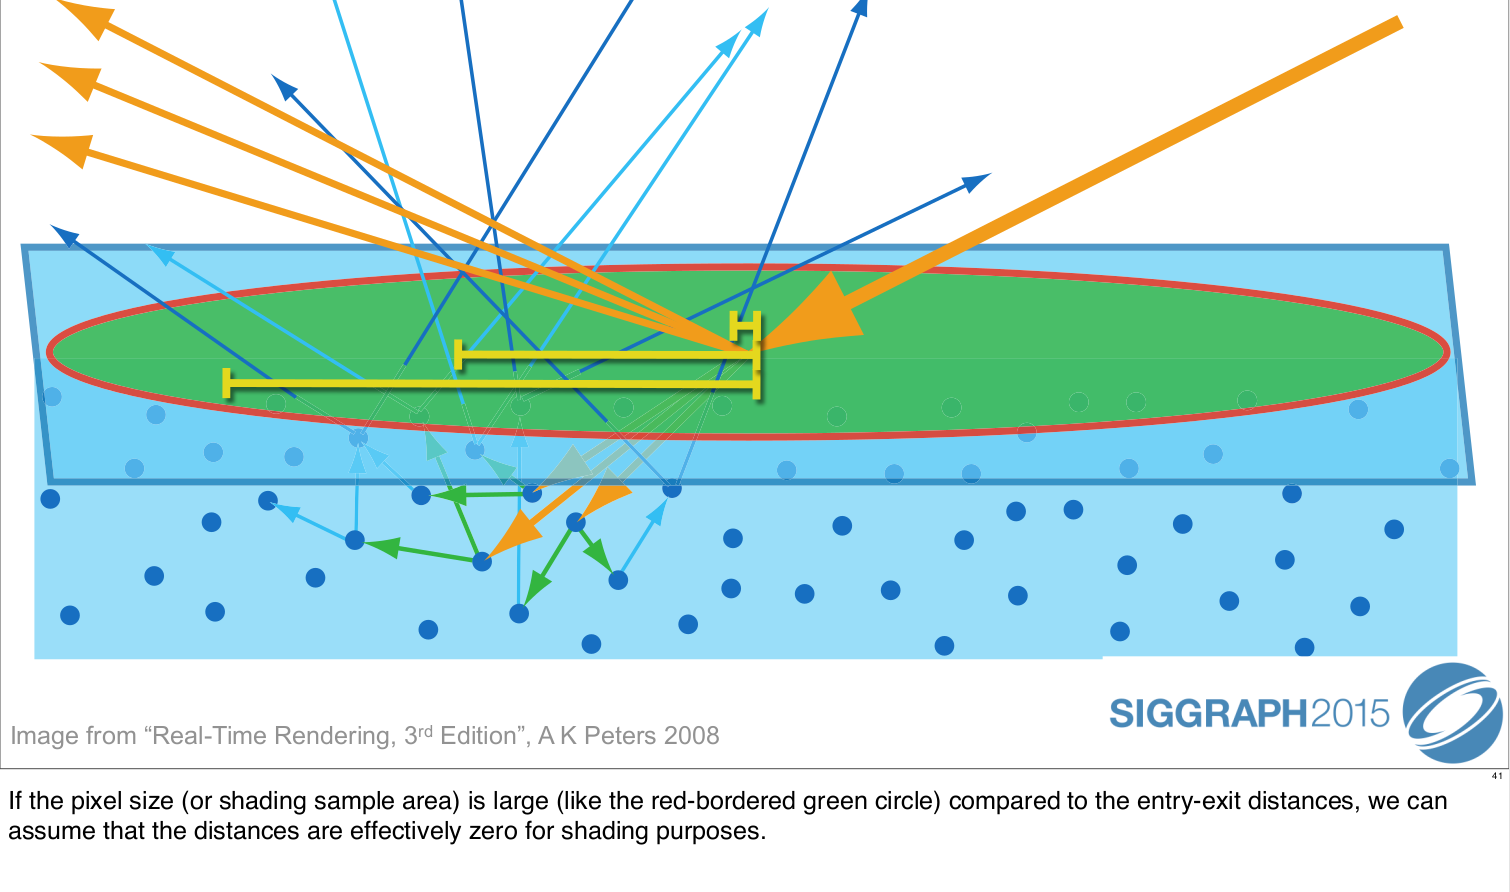 SIGGRAPH2015
Image from “Real-Time Rendering, 3rd Edition”, A K Peters 2008
41
If the pixel size (or shading sample area) is large (like the red-bordered green circle) compared to the entry-exit distances, we can
assume that the distances are effectively zero for shading purposes.